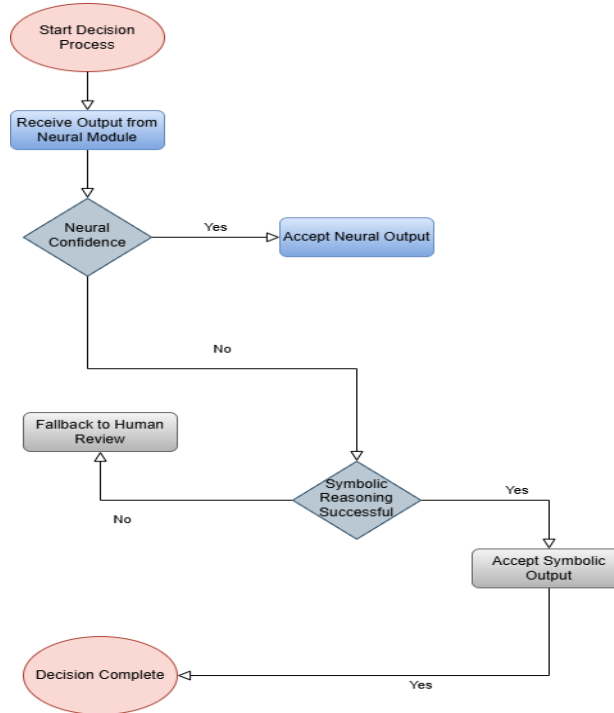 Start Decision
Process
Receive Output from
Neural Module
Neural
Confidence
Yes
Accept Neural Output
No
Fallback to Human
Review
Symbolic
Reasoning
Successful
Yes
No
Accept Symbolic
Output
Decision Complete
Yes